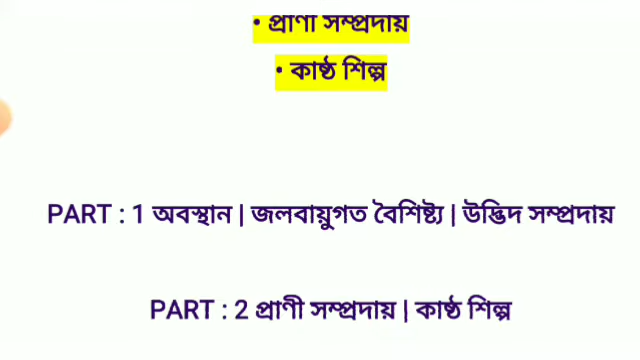 • প্রাণী সম্প্রদায়
• কাষ্ঠ শিল্প
PART : 1 অবস্থান | জলবায়ুগত বৈশিষ্ট্য | উদ্ভিদ সম্প্রদায়
PART : 2 প্রাণী সম্প্রদায় | কাষ্ঠ শিল্প